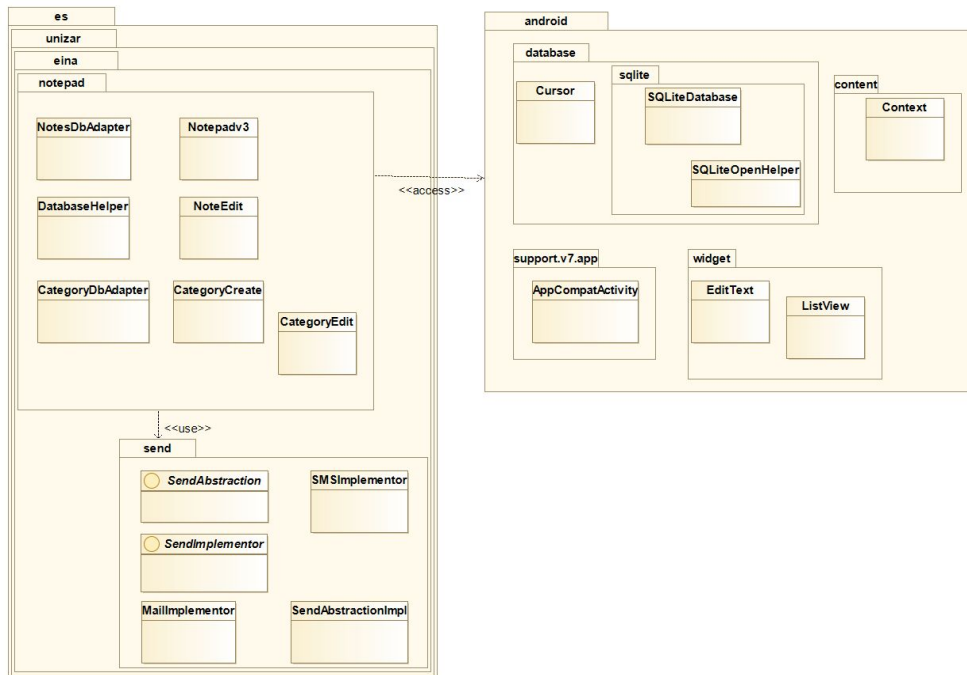 es
unizar
eina
notepad
NotesDbAdapter
Notepadv3
DatabaseHelper
NoteEdit
CategoryDbAdapter
CategoryCreate
CategoryEdit
<<use>>
send
SendAbstraction
SMSImplementor
SendImplementor
MailImplementor
SendAbstractionImpl
<<access>>
android
database
Cursor
sqlite
SQLiteDatabase
SQLiteOpenHelper
content
Context
support.v7.app
AppCompatActivity
widget
EditText
ListView